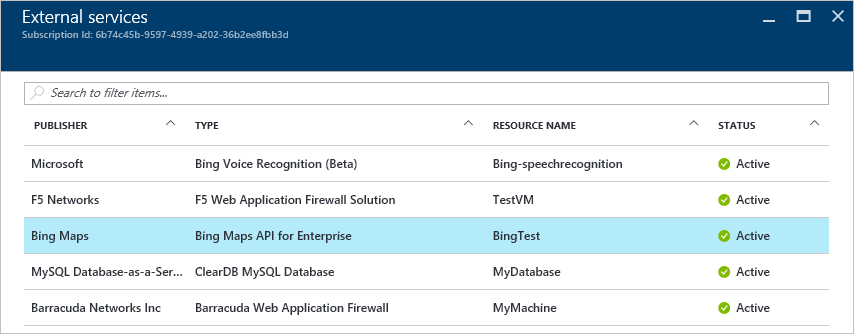 External services
Subscription Id: 6b74c45b-9597-4939-a202-36b2ee8fbb3d
Search to filter items...
PUBLISHER TYPE RESOURCE NAME STATUS
Microsoft Bing Voice Recognition (Beta) Bing-speechrecognition Active
F5 Networks F5 Web Application Firewall Solution TestVM Active
Bing Maps Bing Maps API for Enterprise BingTest Active
MySQL Database-as-a-Ser... ClearDB MySQL Database MyDatabase Active
Barracuda Networks Inc Barracuda Web Application Firewall MyMachine Active